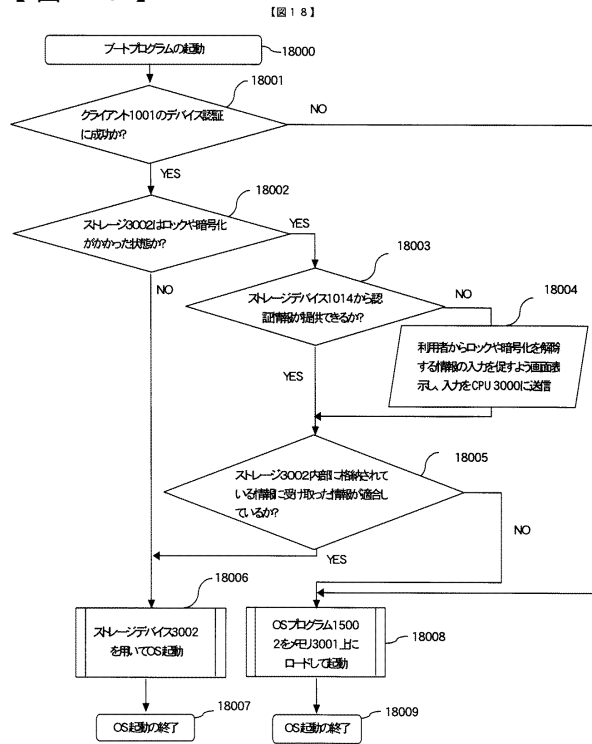 【図18】
ブートプログラムの起動
18000
18001
クライアント1001のデバイス認証
に成功か?
NO
YES
18002
ストレージ3002はロックや暗号化
がかかった状態か?
YES
NO
18003
ストレージデバイス1014から認
証情報が提供できるか?
NO
18004
利用者からロックや暗号化を解除
する情報の入力を促すよう画面表
示し、入力をCPU 3000に送信
YES
18005
ストレージ3002内部に格納されて
いる情報に受け取った情報が適合し
ているか?
NO
YES
18006
ストレージデバイス3002
を用いてOS起動
OSプログラム1500
2をメモリ3001上に
ロードして起動
18008
18007
OS起動の終了
18009
OS起動の終了